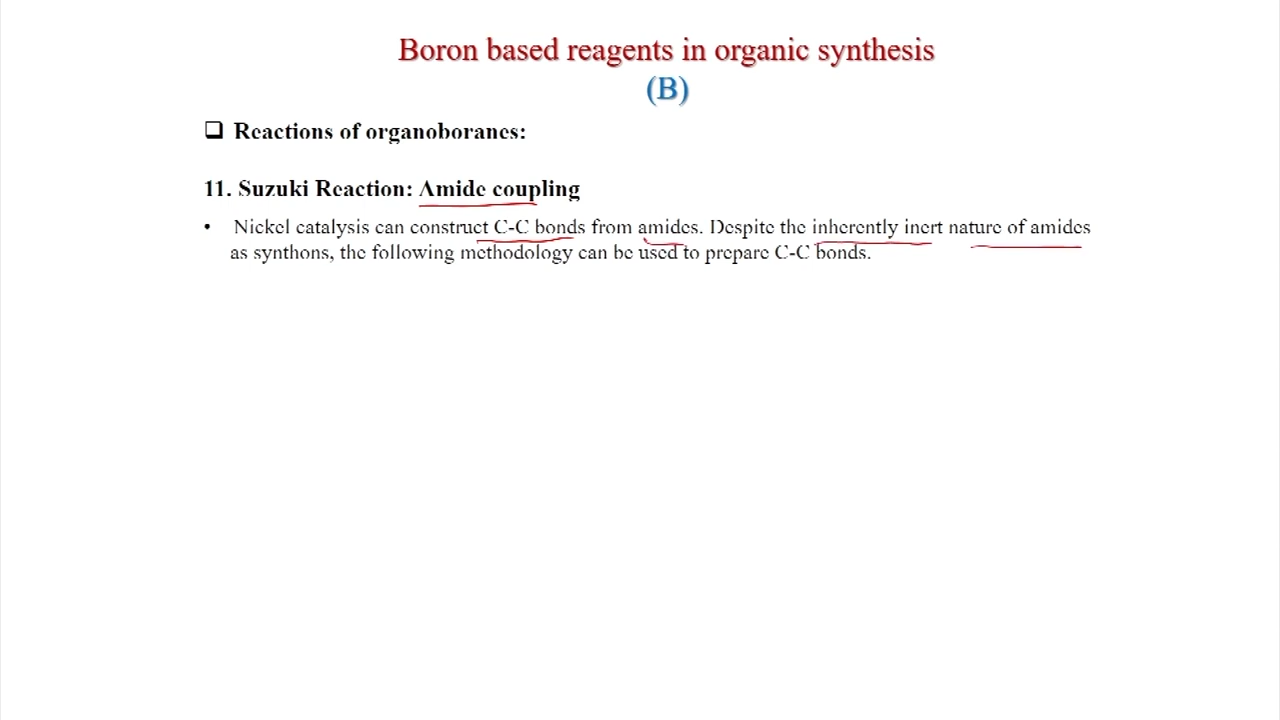 Boron based reagents in organic synthesis
(B)
❑ Reactions of organoboranes:
11. Suzuki Reaction: Amide coupling
• Nickel catalysis can construct C-C bonds from amides. Despite the inherently inert nature of amides
as synthons, the following methodology can be used to prepare C-C bonds.